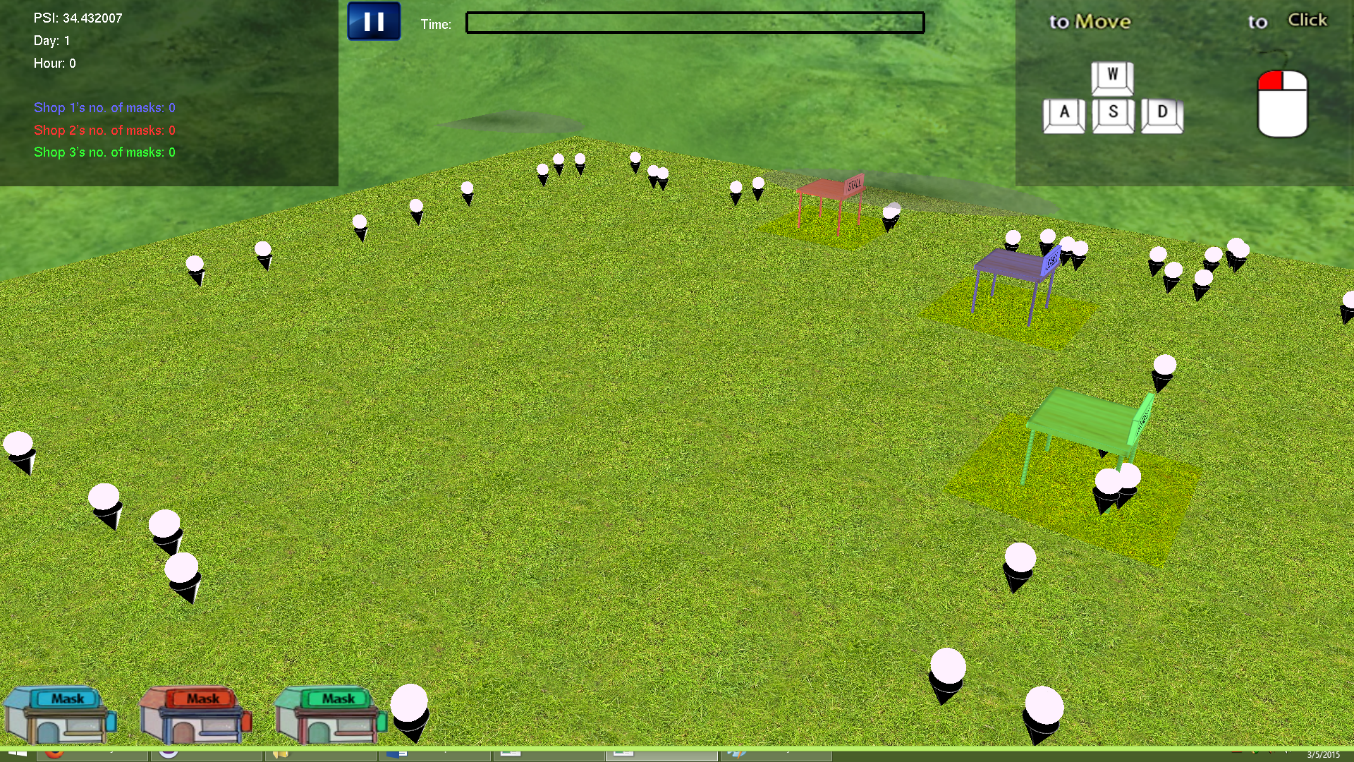 PSI: 34.432007
Day: 1
Hour: 0
Shop 1's no. of masks: 0
Shop 2's no. of masks: 0
Shop 3's no. of masks: 0
Time:
to Move
to Click
W
A S D
Mask
Mask
Mask
3/5/2015